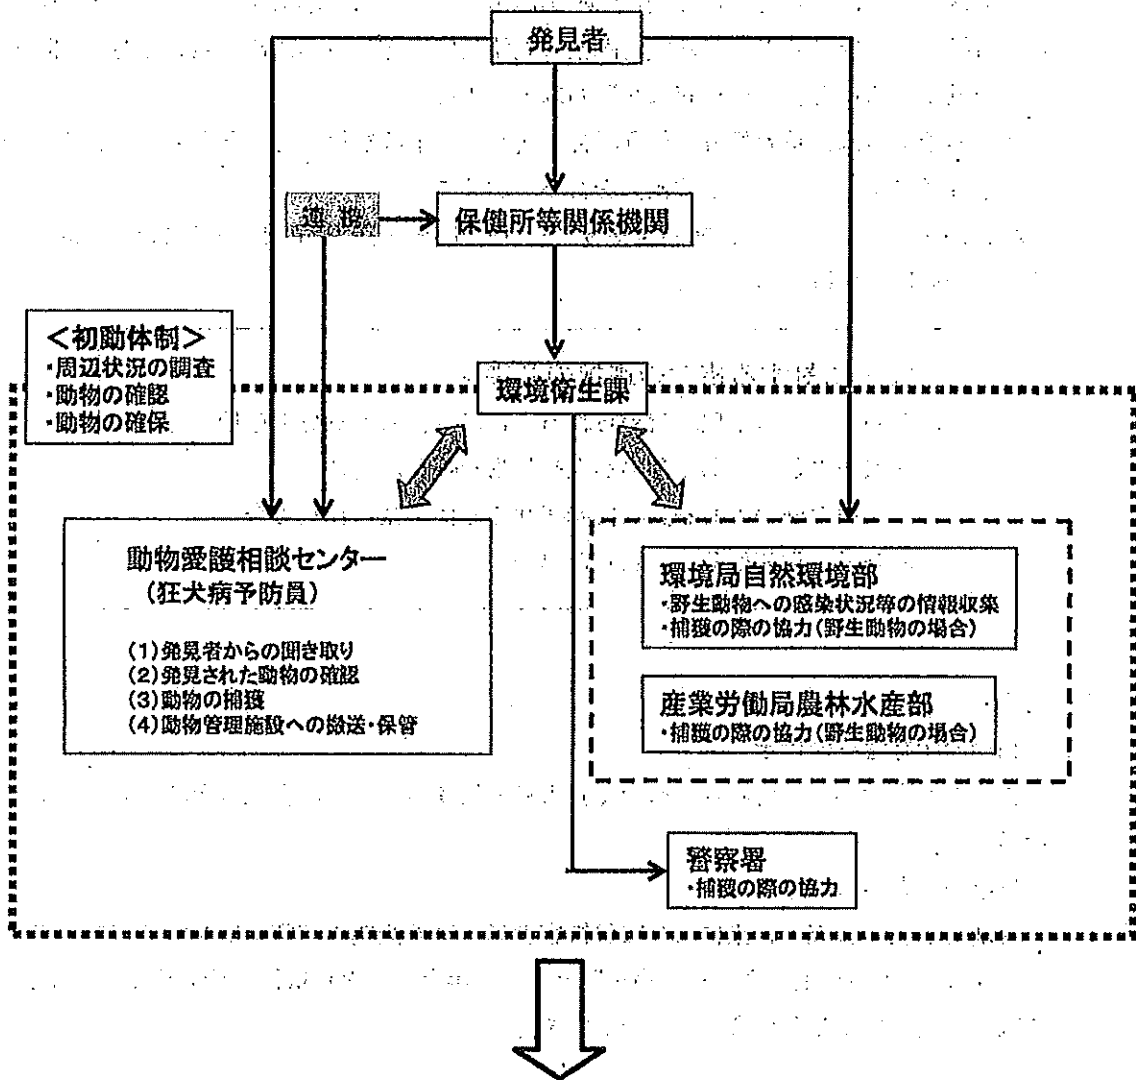 発見者
連携
保健所等関係機関
<初動体制>
・周辺状況の調査
・動物の確認
・動物の確保
環境衛生課
動物愛護相談センター
(狂犬病予防員)
(1)発見者からの聞き取り
(2)発見された動物の確認
(3)動物の捕獲
(4)動物管理施設への搬送・保管
環境局自然環境部
・野生動物への感染状況等の情報収集
・捕獲の際の協力(野生動物の場合)
産業労働局農林水産部
・捕獲の際の協力(野生動物の場合)
警察署
・捕獲の際の協力